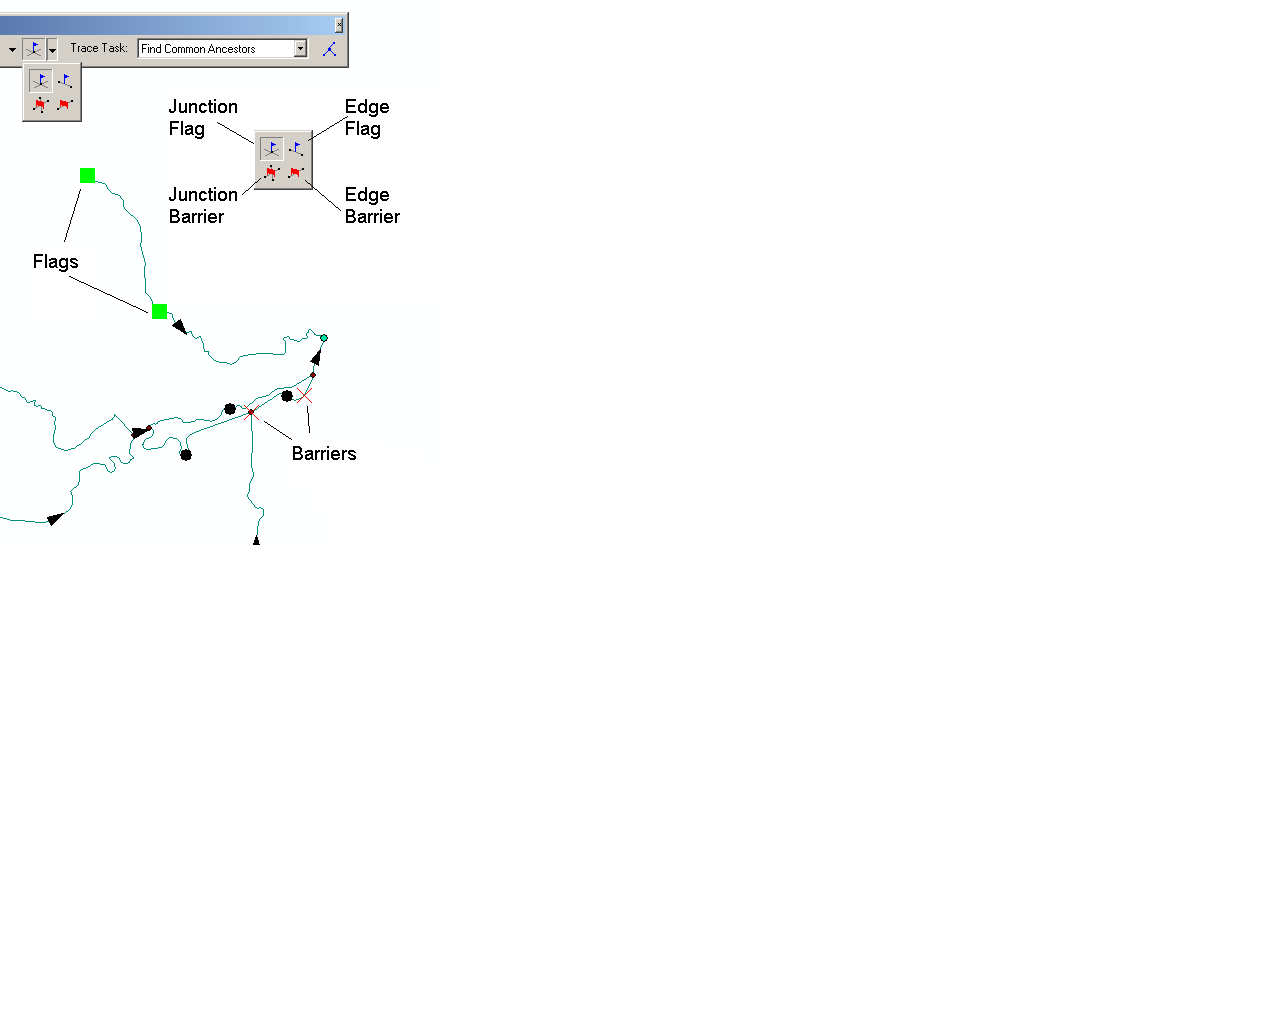 Trace Task: Find Common Ancestors
Junction
Flag
Edge
Flag
Junction
Barrier
Edge
Barrier
Flags
Barriers